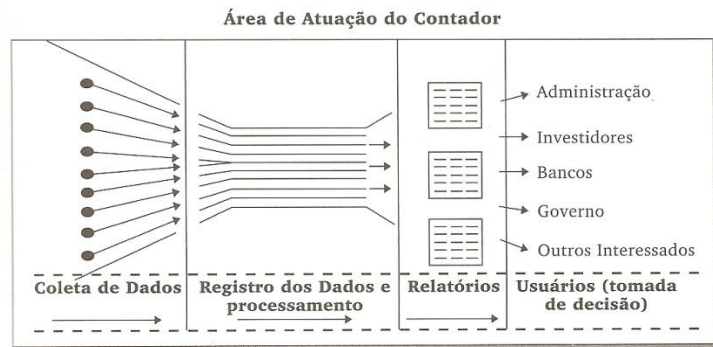 Área de Atuação do Contador
Administração
Investidores
Bancos
Governo
Outros Interessados
Coleta de Dados
Registro dos Dados e
processamento
Relatórios
Usuários (tomada
de decisão)